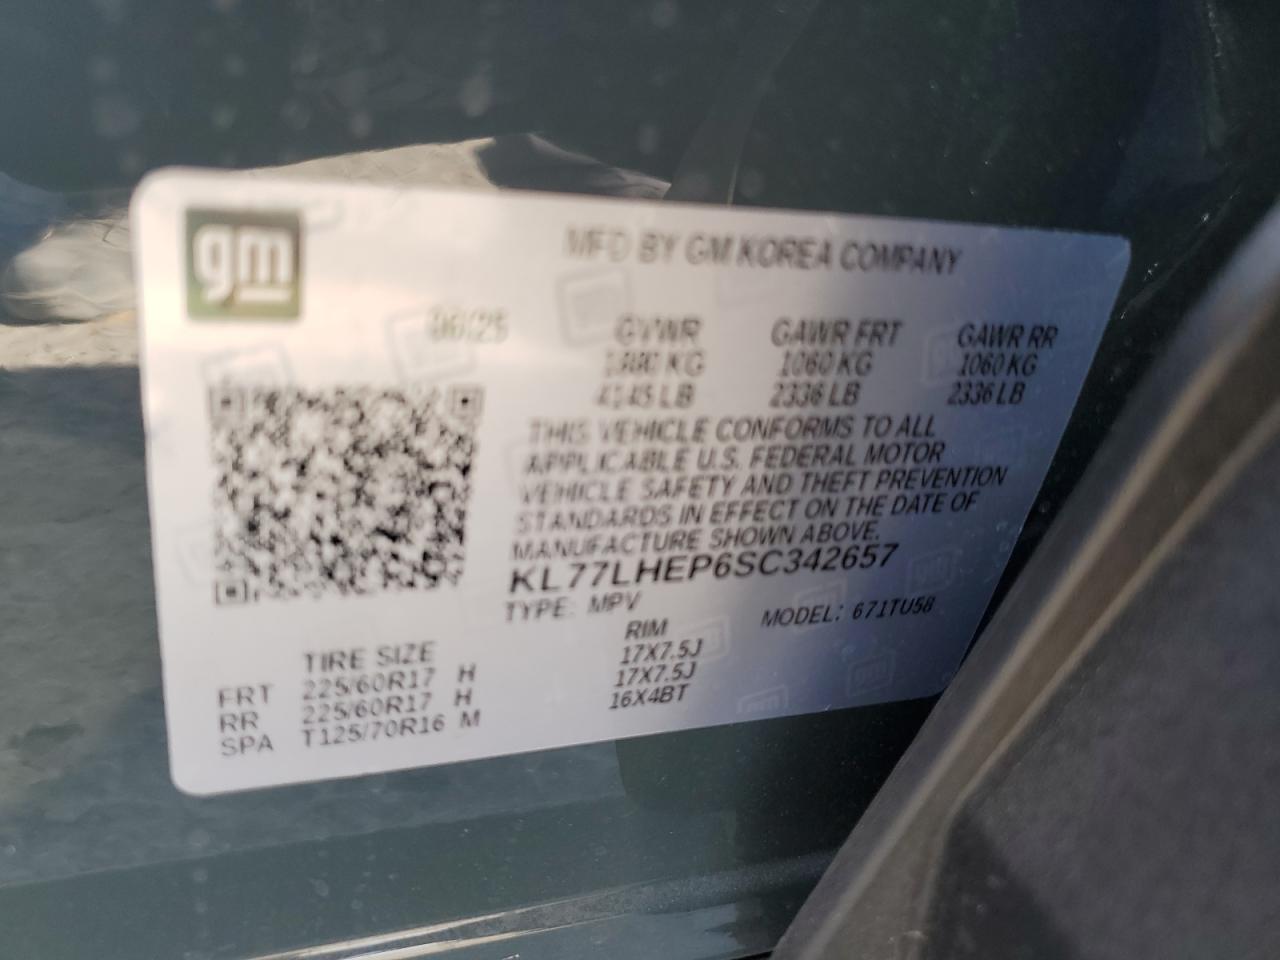 gm
MFD BY GM KOREA COMPANY
06/25 GVWR GAWR FRT GAWR RR
1880 KG 1060 KG 1060 KG
4145 LB 2336 LB 2336 LB
THIS VEHICLE CONFORMS TO ALL
APPLICABLE U.S. FEDERAL MOTOR
VEHICLE SAFETY AND THEFT PREVENTION
STANDARDS IN EFFECT ON THE DATE OF
MANUFACTURE SHOWN ABOVE.
KL77LHEP6SC342657
TYPE: MPV MODEL: 671TU58
TIRE SIZE RIM
FRT 225/60R17 H 17X7.5J
RR 225/60R17 H 17X7.5J
SPA T125/70R16 M 16X4BT